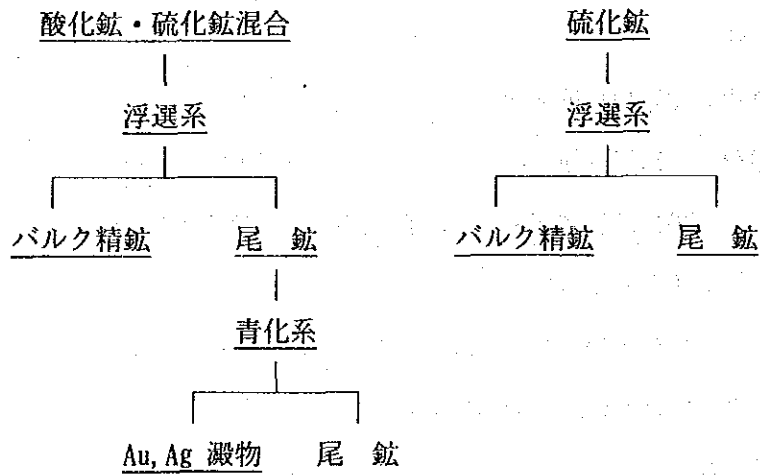 酸化鉱・硫化鉱混合 硫化鉱
浮選系 浮選系
バルク精鉱 尾 鉱 バルク精鉱 尾 鉱
青化系
Au, Ag 澱物 尾 鉱